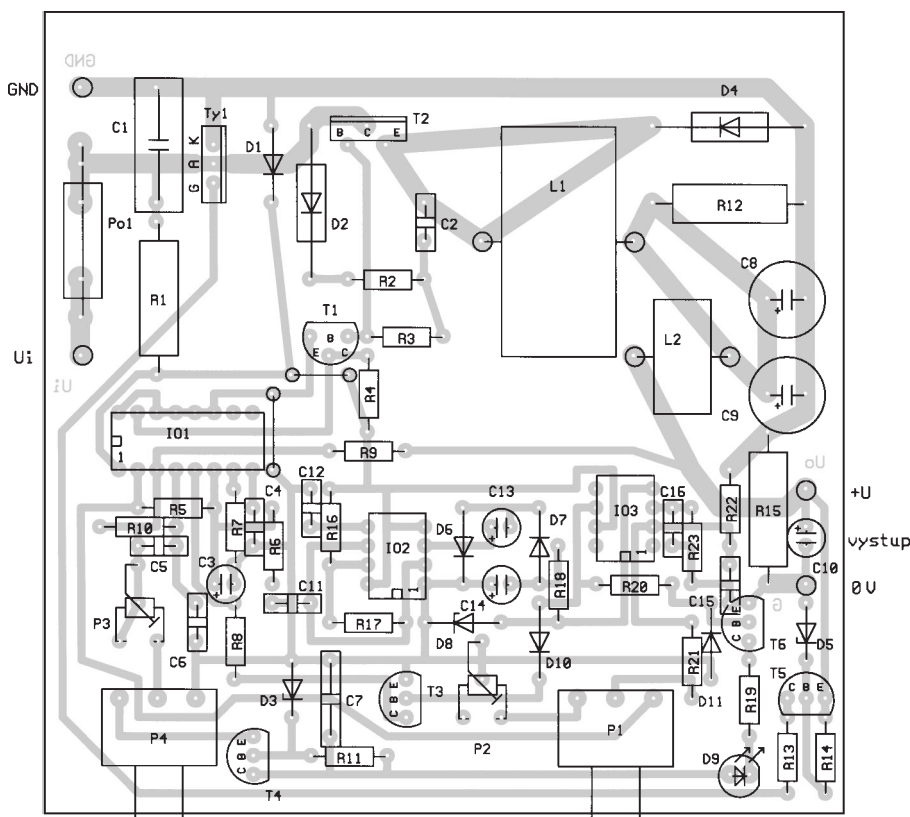 GND
GND
C1
Ty1
K
A
G
D1
B C E
T2
D4
L1
R12
Po1
D2
C2
R1
R2
C8
T1
B
E C
R3
L2
Ui
Ui
R4
C9
IO1
1
R9
Uo
C12
C13
C16
+U
R5
C4
R22
R15
R10
R7
R6
R16
D6
D7
IO3
R23
IO2
výstup
C5
C3
1
C10
R18
R20
0V
C11
1
C14
C15
G
P3
R8
R17
D8
D10
R21
C B E
T6
D5
C6
D3
C7
T3
C B E
D11
T5
C B E
R19
P4
P2
P1
C B E
R11
D9
R13
R14
T4